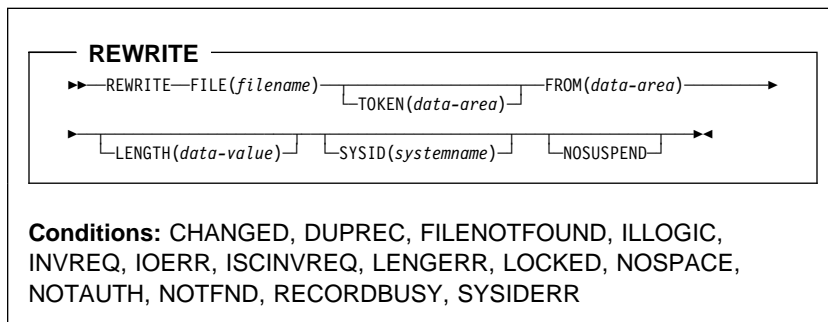 REWRITE
REWRITE FILE(filename) FROM(data-area)
TOKEN(data-area)
LENGTH(data-value) SYSID(systemname) NOSUSPEND
Conditions: CHANGED, DUPREC, FILENOTFOUND, ILLOGIC,
INVREQ, IOERR, ISCINVREQ, LENGERR, LOCKED, NOSPACE,
NOTAUTH, NOTFND, RECORDBUSY, SYSIDERR